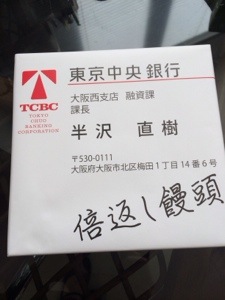 TCBC
TOKYO
CHUO
BANKING
CORPORATION
東京中央銀行
大阪西支店 融資課
課長
半沢 直樹
〒530-0111
大阪府大阪市北区梅田1丁目14番6号
倍返し饅頭